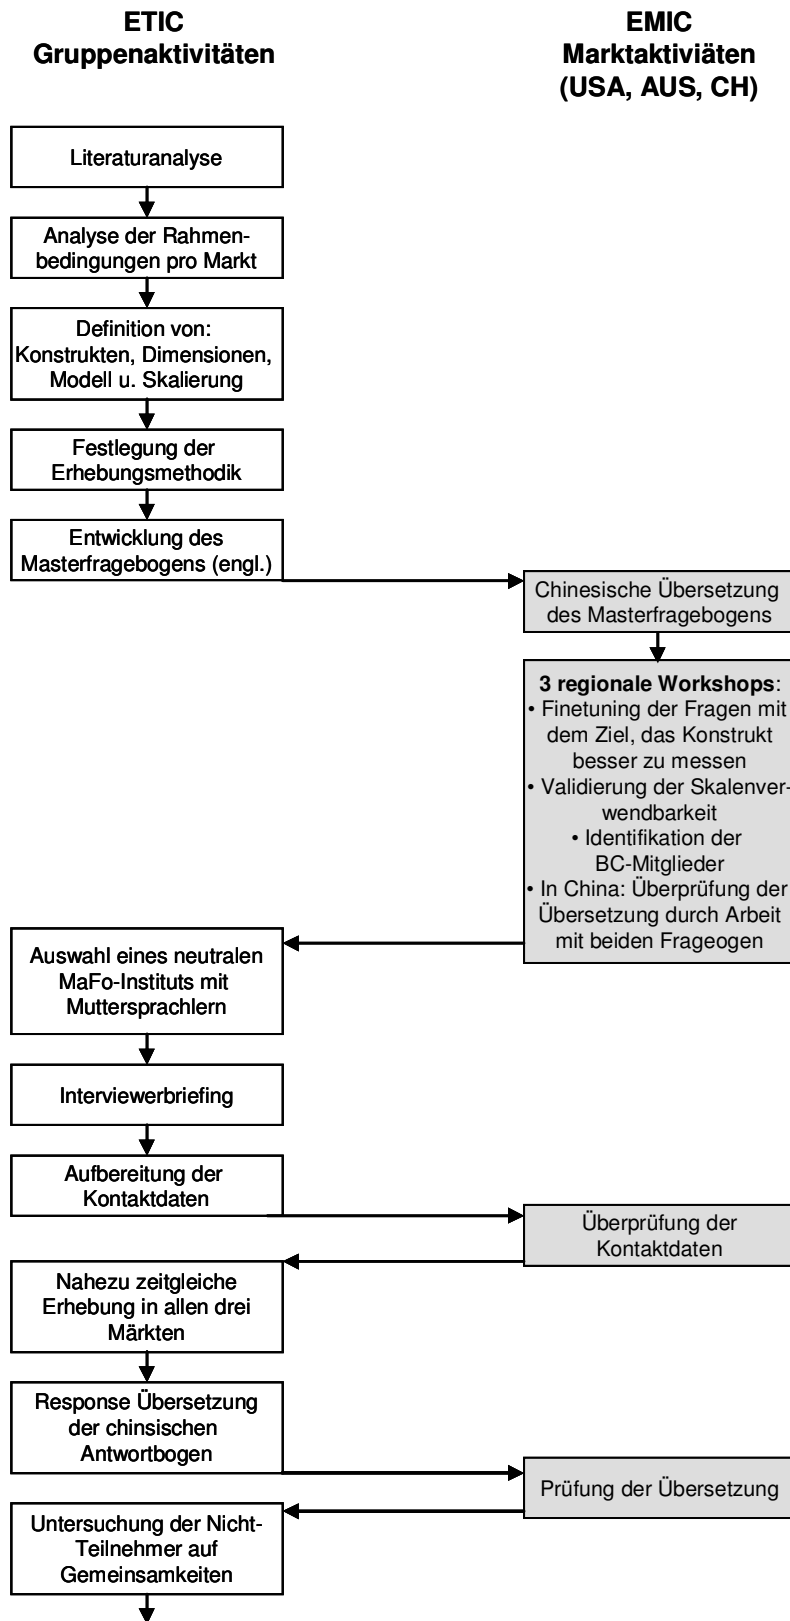 ETIC
Gruppenaktivitäten
EMIC
Marktaktiviäten
(USA, AUS, CH)
Literaturanalyse
Analyse der Rahmen-
bedingungen pro Markt
Definition von:
Konstrukten, Dimensionen,
Modell u. Skalierung
Festlegung der
Erhebungsmethodik
Entwicklung des
Masterfragebogens (engl.)
Chinesische Übersetzung
des Masterfragebogens
3 regionale Workshops:
• Finetuning der Fragen mit
dem Ziel, das Konstrukt
besser zu messen
• Validierung der Skalenver-
wendbarkeit
• Identifikation der
BC-Mitglieder
• In China: Überprüfung der
Übersetzung durch Arbeit
mit beiden Frageogen
Auswahl eines neutralen
MaFo-Instituts mit
Muttersprachlern
Interviewerbriefing
Aufbereitung der
Kontaktdaten
Überprüfung der
Kontaktdaten
Nahezu zeitgleiche
Erhebung in allen drei
Märkten
Response Übersetzung
der chinsischen
Antwortbogen
Prüfung der Übersetzung
Untersuchung der Nicht-
Teilnehmer auf
Gemeinsamkeiten